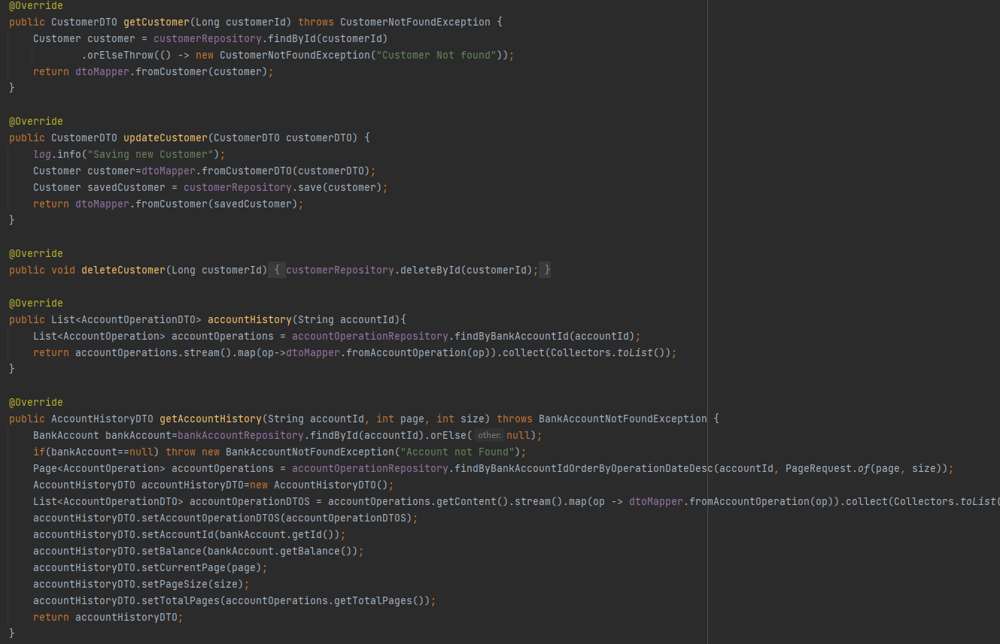 @Override
public CustomerDTO getCustomer(Long customerId) throws CustomerNotFoundException {
    Customer customer = customerRepository.findById(customerId)
            .orElseThrow(() -> new CustomerNotFoundException("Customer Not found"));
    return dtoMapper.fromCustomer(customer);
}

@Override
public CustomerDTO updateCustomer(CustomerDTO customerDTO) {
    log.info("Saving new Customer");
    Customer customer=dtoMapper.fromCustomerDTO(customerDTO);
    Customer savedCustomer = customerRepository.save(customer);
    return dtoMapper.fromCustomer(savedCustomer);
}

@Override
public void deleteCustomer(Long customerId) { customerRepository.deleteById(customerId); }

@Override
public List<AccountOperationDTO> accountHistory(String accountId){
    List<AccountOperation> accountOperations = accountOperationRepository.findByBankAccountId(accountId);
    return accountOperations.stream().map(op->dtoMapper.fromAccountOperation(op)).collect(Collectors.toList());
}

@Override
public AccountHistoryDTO getAccountHistory(String accountId, int page, int size) throws BankAccountNotFoundException {
    BankAccount bankAccount=bankAccountRepository.findById(accountId).orElse( other: null);
    if(bankAccount==null) throw new BankAccountNotFoundException("Account not Found");
    Page<AccountOperation> accountOperations = accountOperationRepository.findByBankAccountIdOrderByOperationDateDesc(accountId, PageRequest.of(page, size));
    AccountHistoryDTO accountHistoryDTO=new AccountHistoryDTO();
    List<AccountOperationDTO> accountOperationDTOS = accountOperations.getContent().stream().map(op -> dtoMapper.fromAccountOperation(op)).collect(Collectors.toList(
    accountHistoryDTO.setAccountOperationDTOS(accountOperationDTOS);
    accountHistoryDTO.setAccountId(bankAccount.getId());
    accountHistoryDTO.setBalance(bankAccount.getBalance());
    accountHistoryDTO.setCurrentPage(page);
    accountHistoryDTO.setPageSize(size);
    accountHistoryDTO.setTotalPages(accountOperations.getTotalPages());
    return accountHistoryDTO;
}